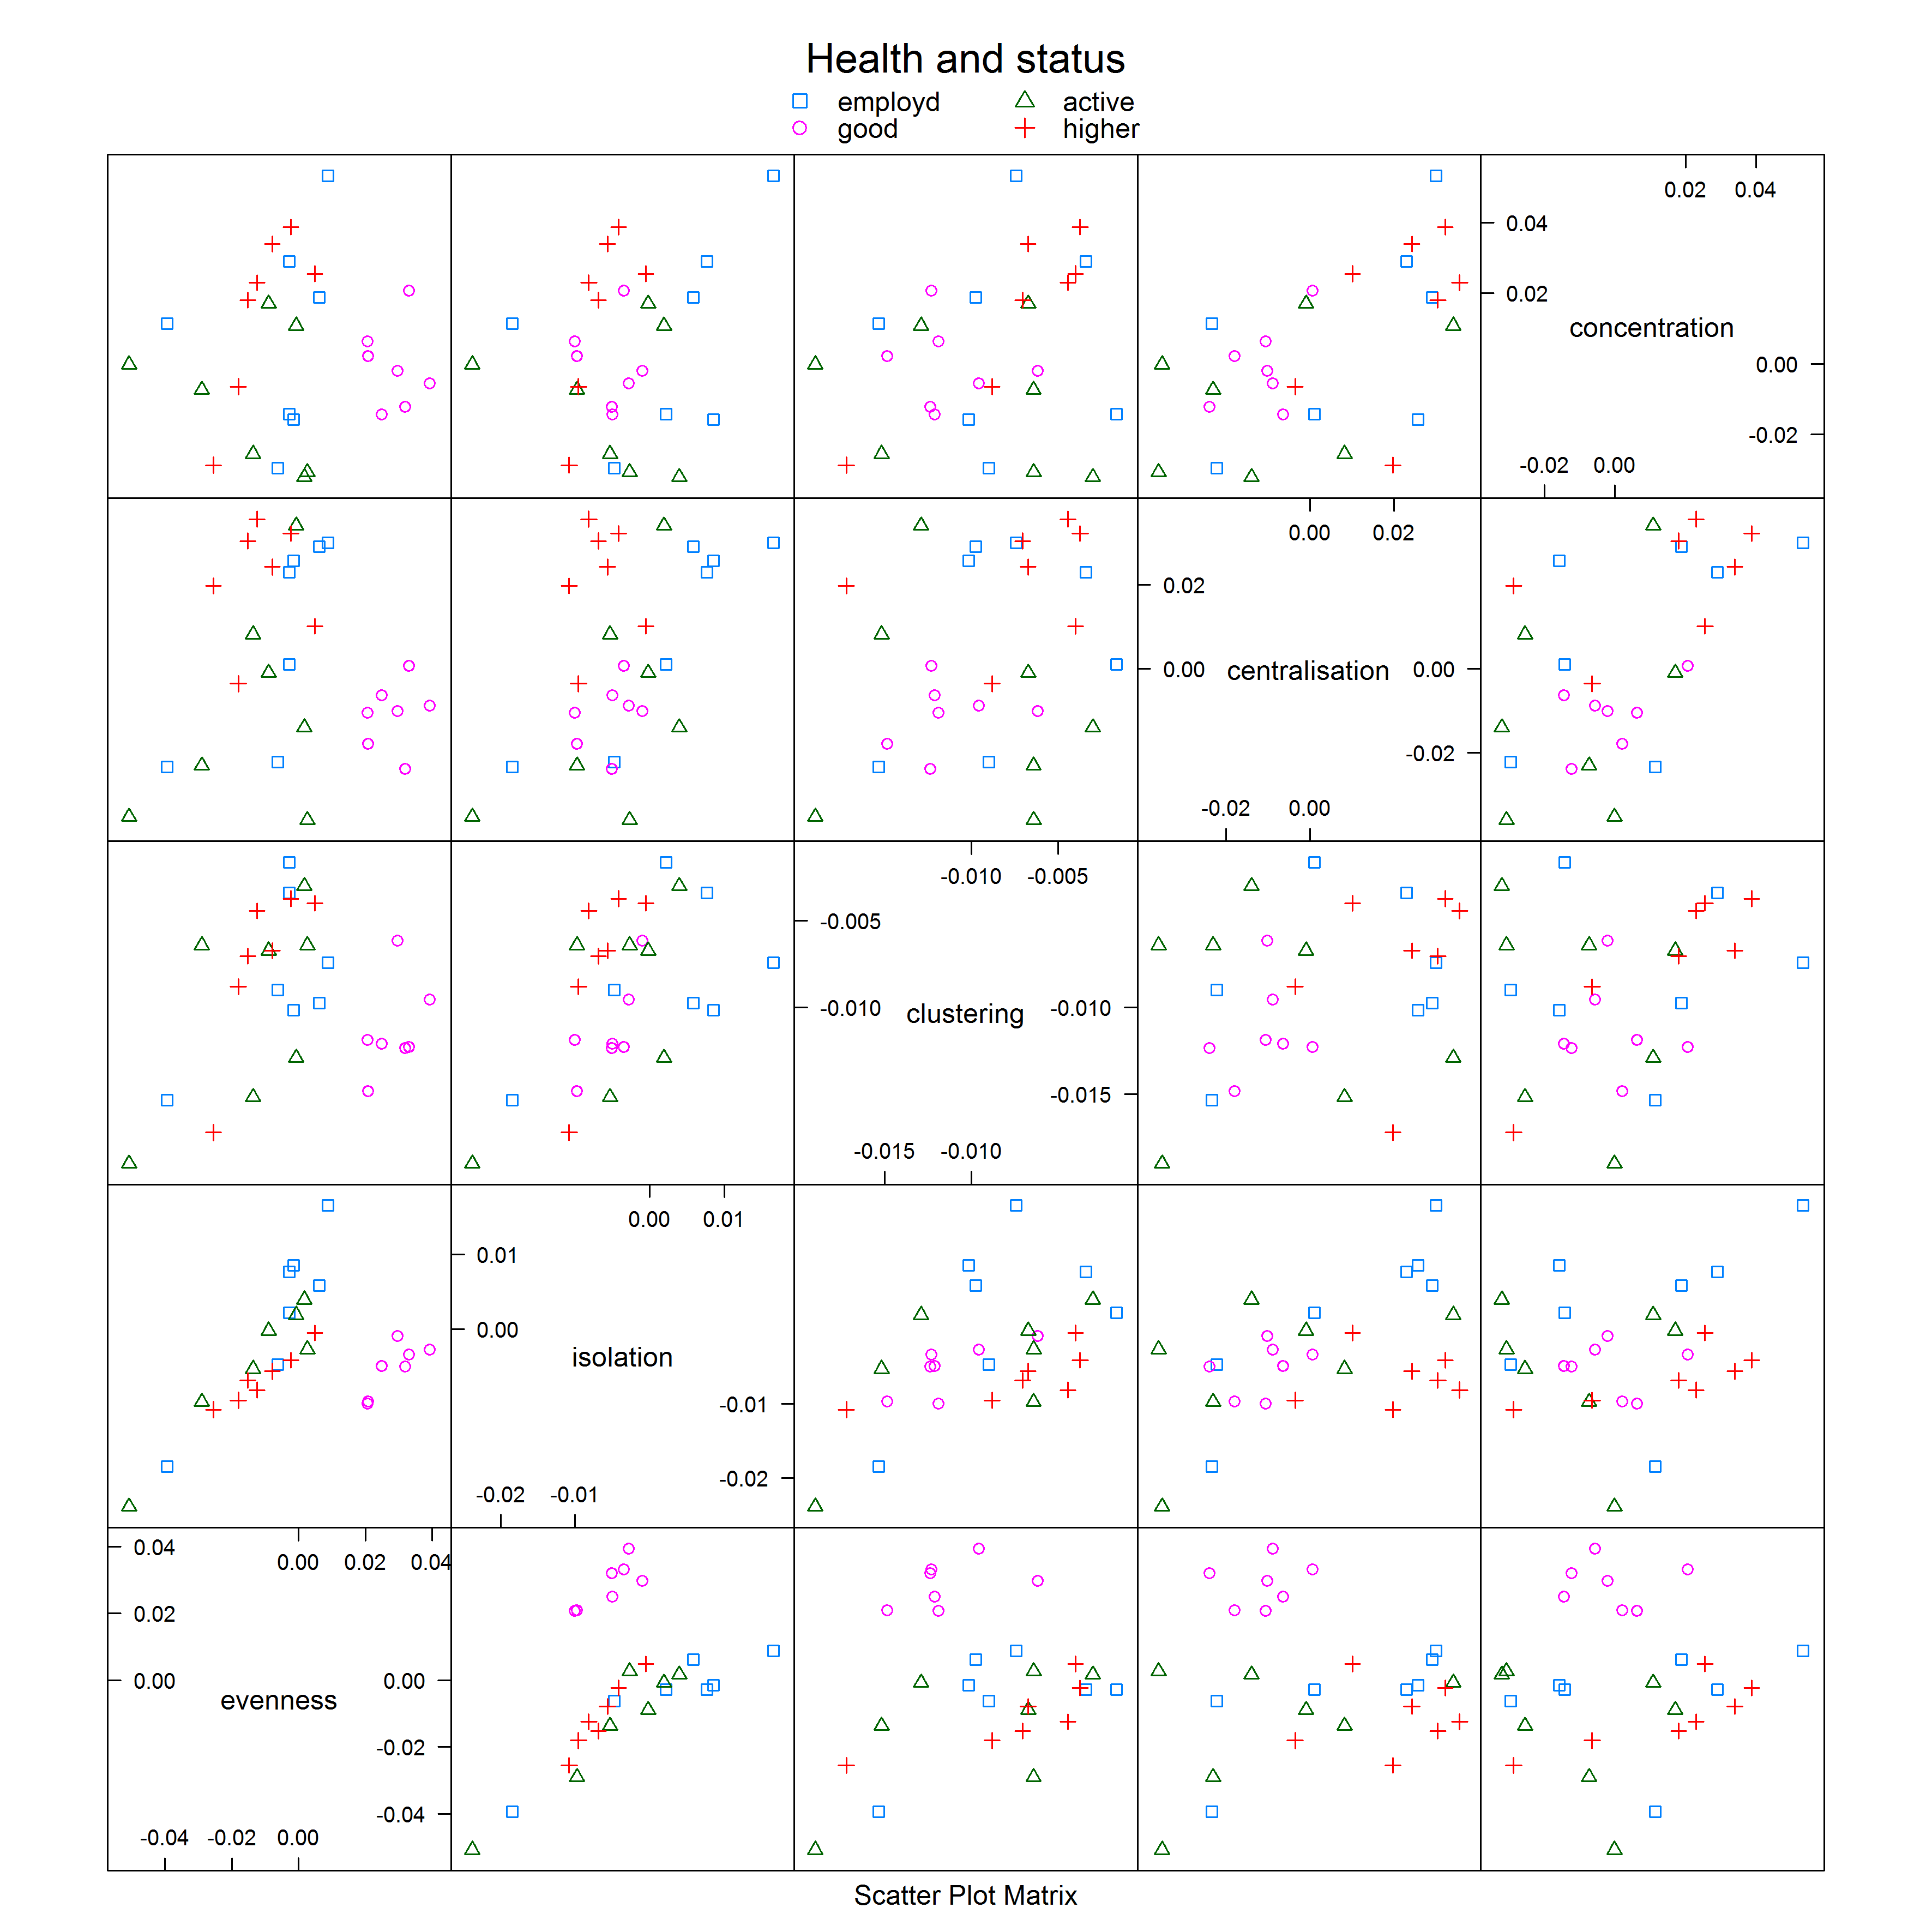 Health and status
employd active
good higher
0.02 0.04
0.04
0.02
concentration
0.00
-0.02
-0.02 0.00
0.00 0.02
0.02
0.00 centralisation 0.00
-0.02
-0.02 0.00
-0.010 -0.005
-0.005
-0.010 clustering -0.010
-0.015
-0.015 -0.010
0.00 0.01
0.01
0.00
isolation
-0.01
-0.02
-0.02 -0.01
0.04
0.00 0.02 0.04
0.02
0.00 0.00
evenness
-0.02
-0.04
-0.04 -0.02 0.00
Scatter Plot Matrix